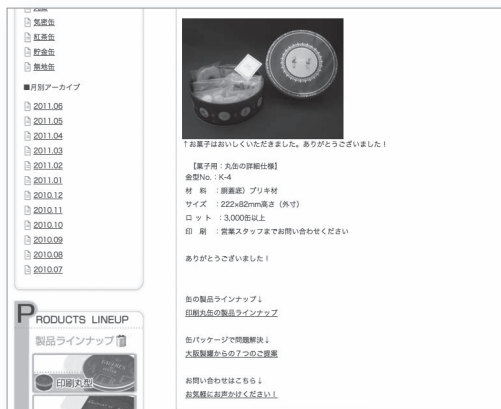 気密缶
紅茶缶
貯金缶
無地缶
■月別アーカイブ
2011.06
2011.05
2011.04
2011.03
2011.02
2011.01
2010.12
2010.11
2010.10
2010.09
2010.08
2010.07
PRODUCTS LINEUP
製品ラインナップ
印刷丸型
↑お菓子はおいしくいただきました。ありがとうございました！
【菓子用：丸缶の詳細仕様】
金型No.：K-4
材　料　：胴蓋底）ブリキ材
サイズ　：222×82mm高さ（外寸）
ロ ッ ト　：3,000缶以上
印　刷　：営業スタッフまでお問い合わせください
ありがとうございました！
缶の製品ラインナップ↓
印刷丸缶の製品ラインナップ
缶パッケージで問題解決↓
大阪製罐からの７つのご提案
お問い合わせはこちら↓
お気軽にお声かけください！